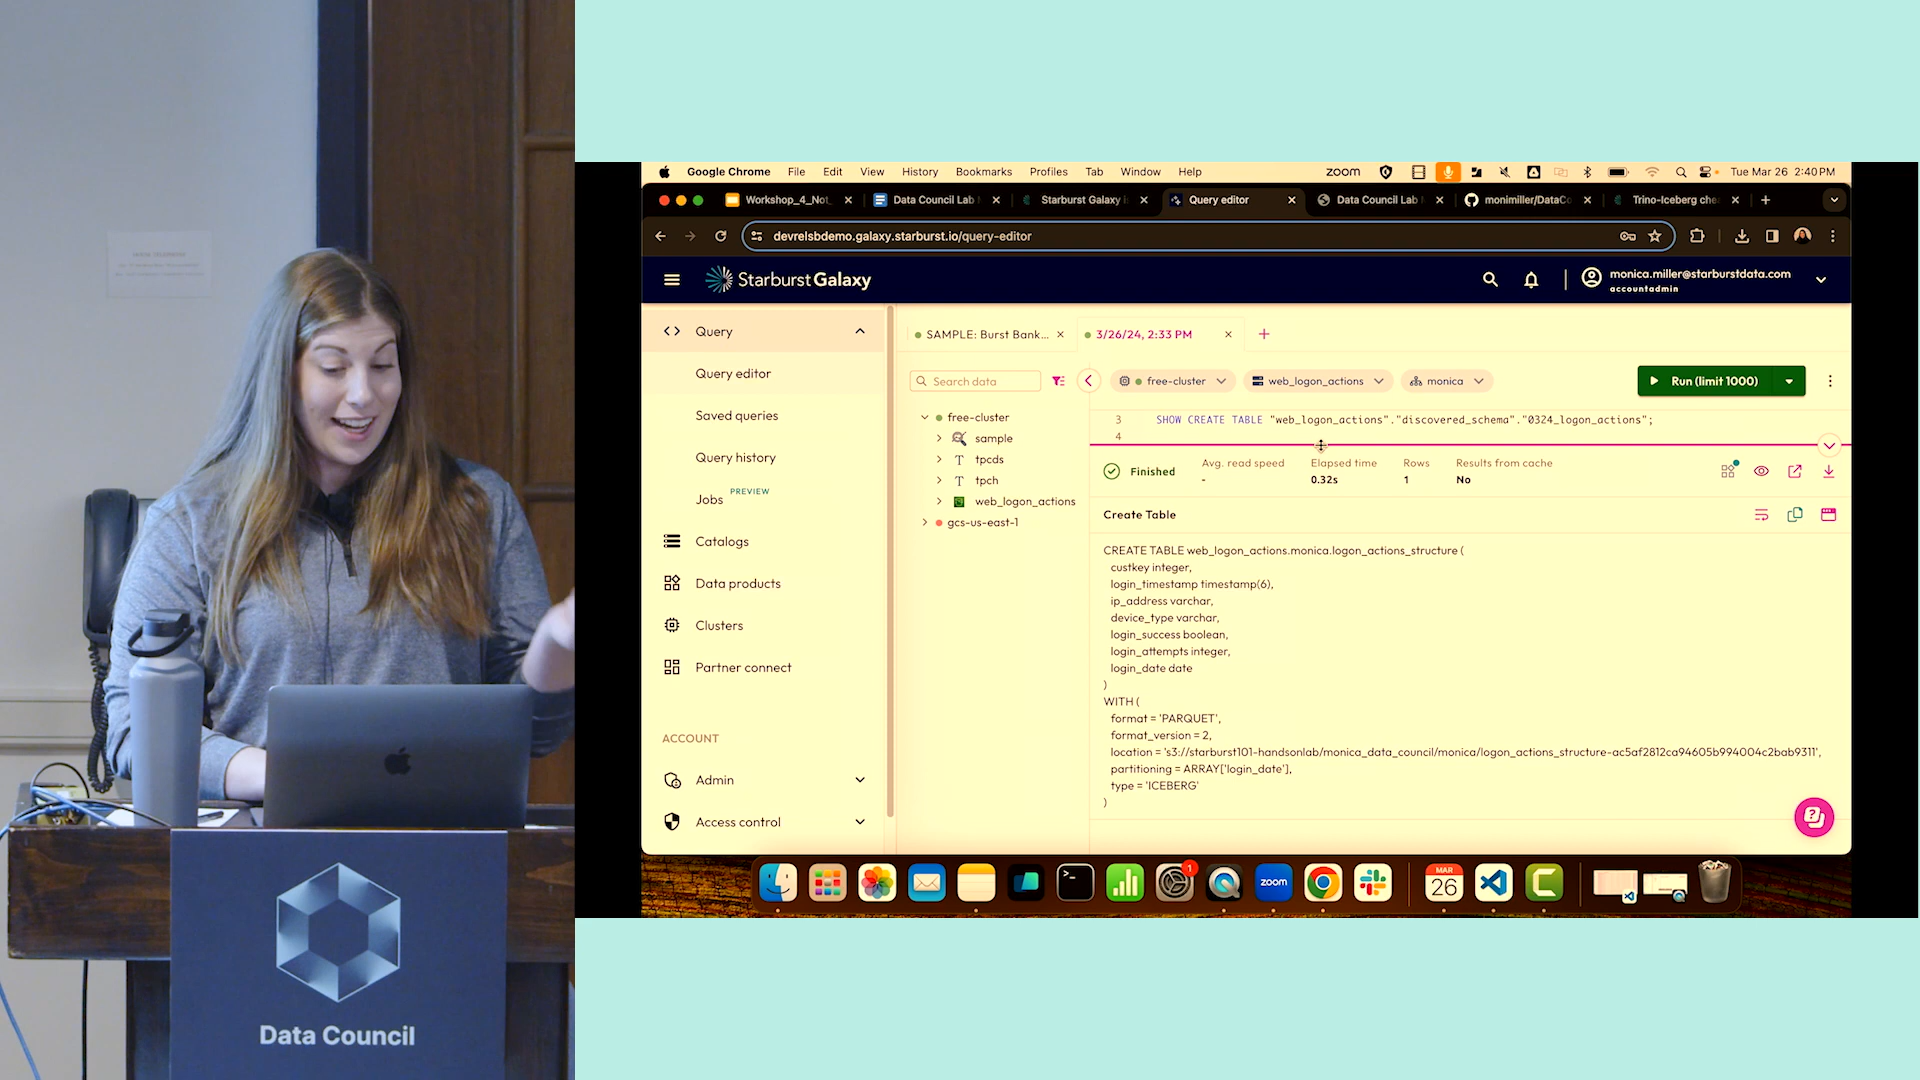 Data Council
Google Chrome File Edit View History Bookmarks Profiles Tab Window Help
zoom Tue Mar 26 2:40PM
Workshop_4_Not
Data Council Lab
Starburst Galaxy
Query editor
Data Council Lab
monimiller/DataCo
Trino-Iceberg che
devrelsbdemo.galaxy.starburst.io/query-editor
Starburst Galaxy
monica.miller@starburstdata.com
accountadmin
Query
Query editor
Saved queries
Query history
Jobs PREVIEW
Catalogs
Data products
Clusters
Partner connect
ACCOUNT
Admin
Access control
SAMPLE: Burst Bank...
3/26/24, 2:33 PM
Search data
free-cluster
sample
tpcds
tpch
web_logon_actions
gcs-us-east-1
free-cluster
web_logon_actions
monica
Run (limit 1000)
3 SHOW CREATE TABLE "web_logon_actions"."discovered_schema"."0324_logon_actions";
4
Finished
Avg. read speed
-
Elapsed time
0.32s
Rows
1
Results from cache
No
Create Table
CREATE TABLE web_logon_actions.monica.logon_actions_structure (
custkey integer,
login_timestamp timestamp(6),
ip_address varchar,
device_type varchar,
login_success boolean,
login_attempts integer,
login_date date
)
WITH (
format = 'PARQUET',
format_version = 2,
location = 's3://starburst101-handsonlab/monica_data_council/monica/logon_actions_structure-ac5af2812ca94605b994004c2bab9311',
partitioning = ARRAY['login_date'],
type = 'ICEBERG'
)
1
zoom
MAR
26